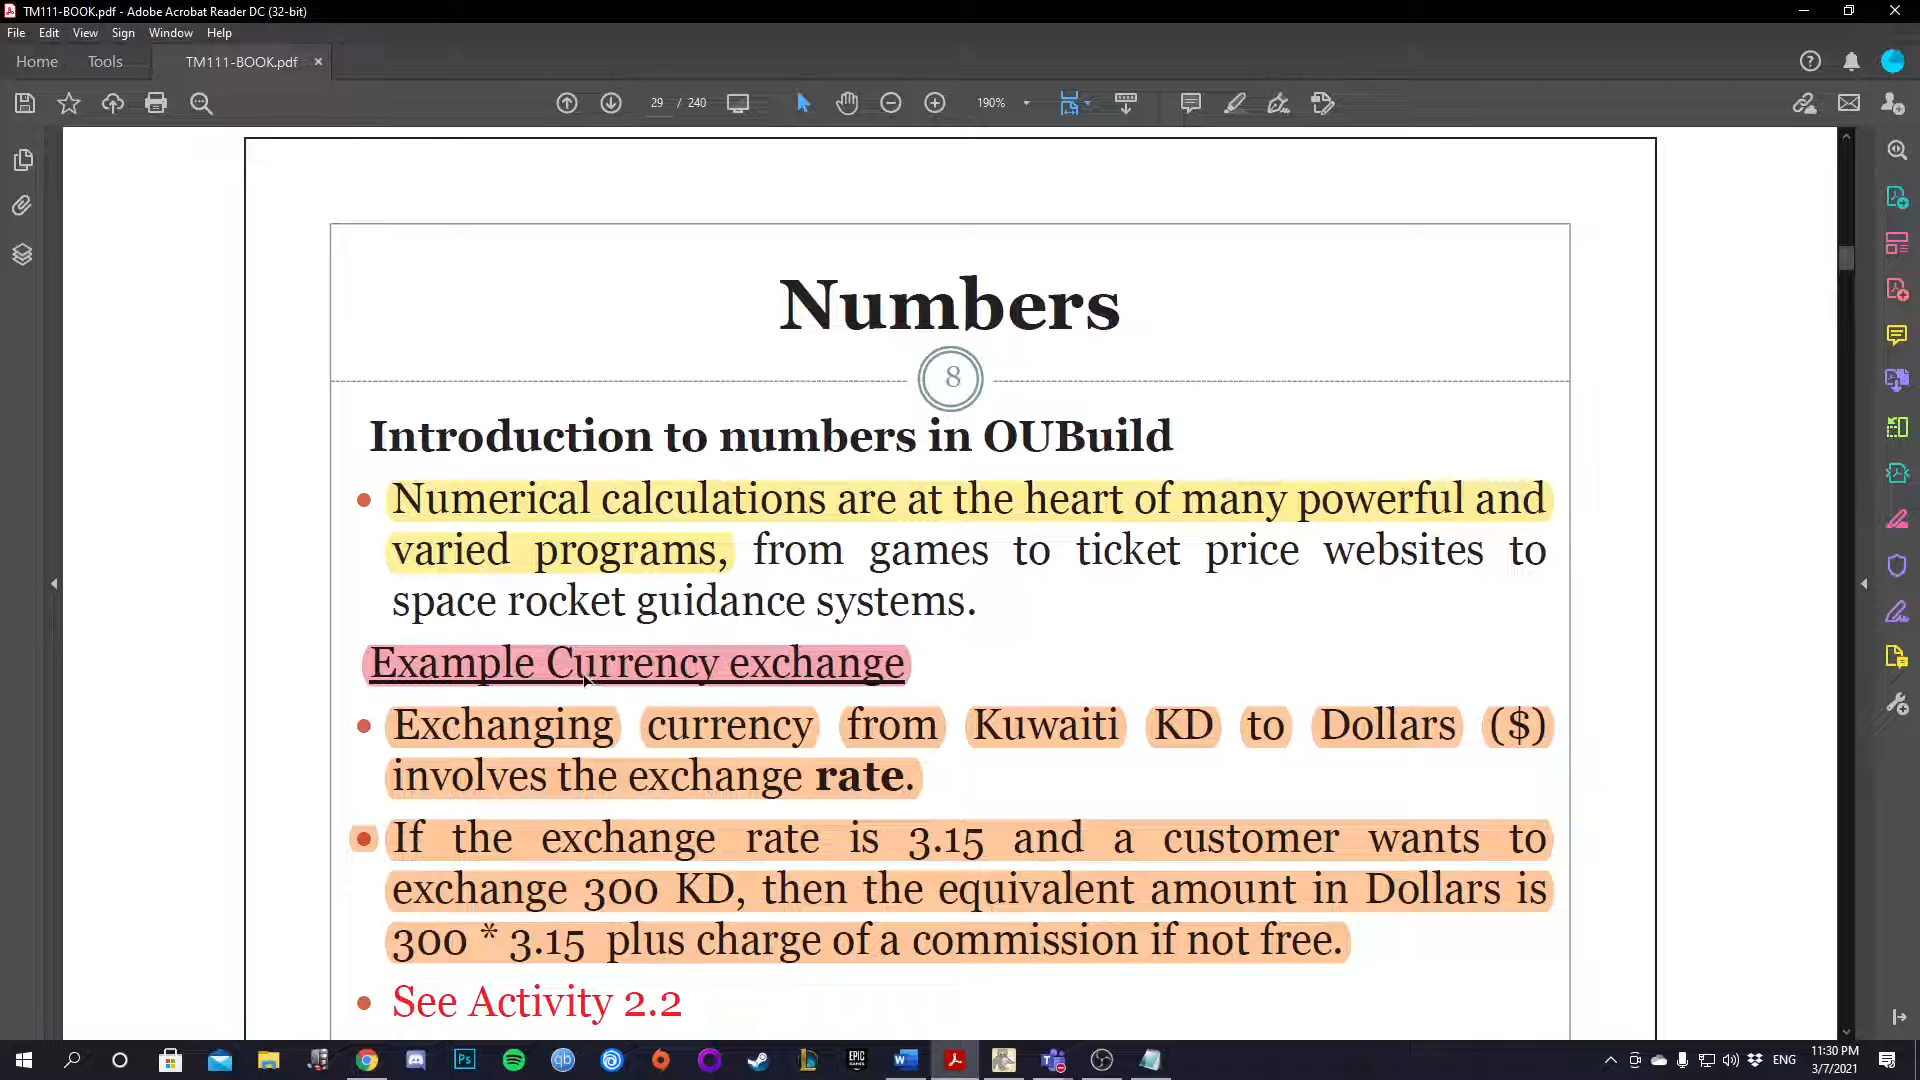 TM111-BOOK.pdf - Adobe Acrobat Reader DC (32-bit)
File Edit View Sign Window Help
Home Tools TM111-BOOK.pdf
29 / 240 190%
Numbers
8
Introduction to numbers in OUBuild
• Numerical calculations are at the heart of many powerful and
varied programs, from games to ticket price websites to
space rocket guidance systems.
Example Currency exchange
• Exchanging currency from Kuwaiti KD to Dollars ($)
involves the exchange rate.
• If the exchange rate is 3.15 and a customer wants to
exchange 300 KD, then the equivalent amount in Dollars is
300 * 3.15 plus charge of a commission if not free.
• See Activity 2.2
Ps qb EPIC GAMES ENG 11:30 PM
3/7/2021